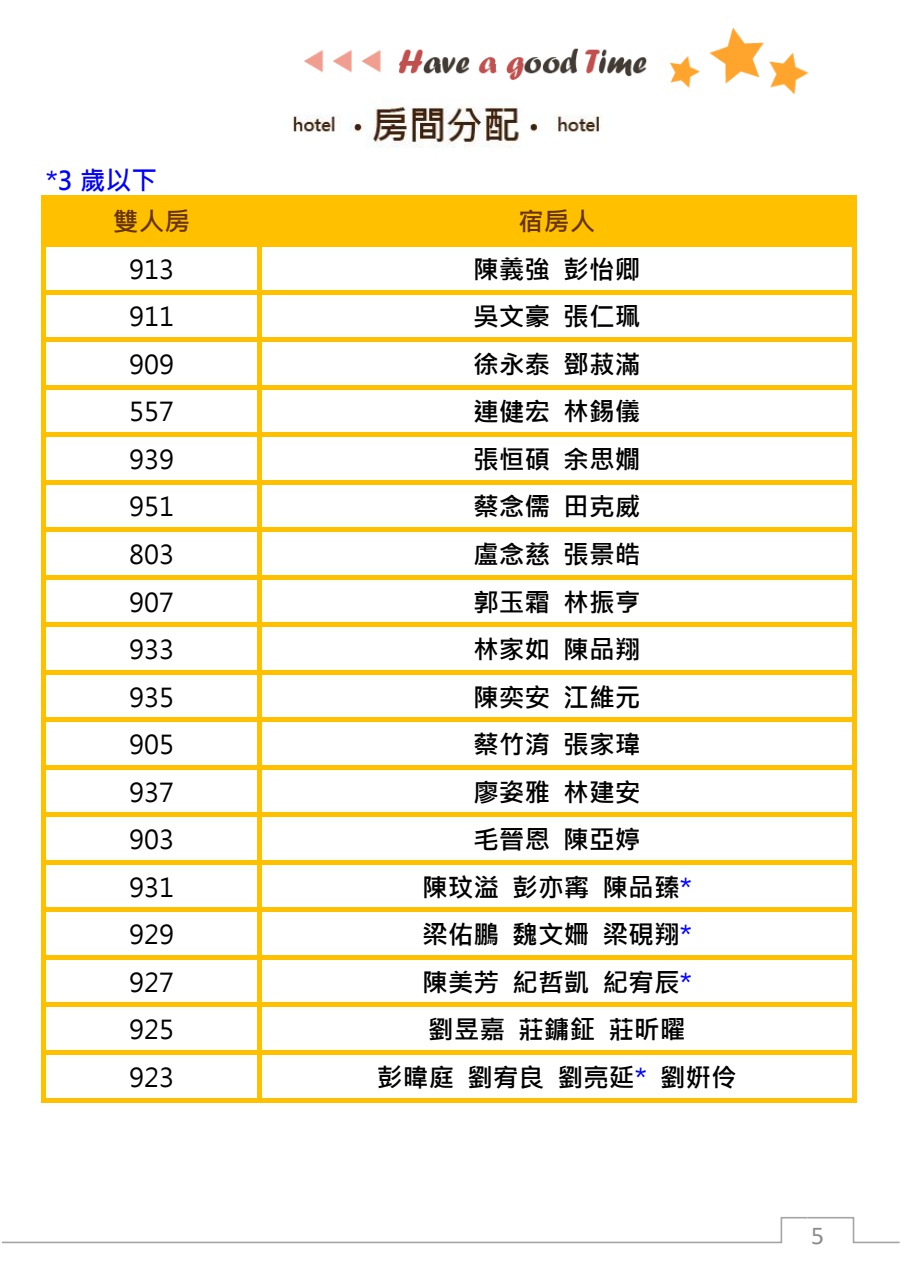 Have a good Time
hotel •房間分配• hotel
*3 歲以下
雙人房 宿房人
913 陳義強 彭怡卿
911 吳文豪 張仁珮
909 徐永泰 鄧菽滿
557 連健宏 林錫儀
939 張恒碩 余思嫺
951 蔡念儒 田克威
803 盧念慈 張景皓
907 郭玉霜 林振亨
933 林家如 陳品翔
935 陳奕安 江維元
905 蔡竹淯 張家瑋
937 廖姿雅 林建安
903 毛晉恩 陳亞婷
931 陳玟溢 彭亦寗 陳品臻*
929 梁佑鵬 魏文姍 梁硯翔*
927 陳美芳 紀哲凱 紀宥辰*
925 劉昱嘉 莊鏞鉦 莊昕曜
923 彭暐庭 劉宥良 劉亮延* 劉妍伶
5